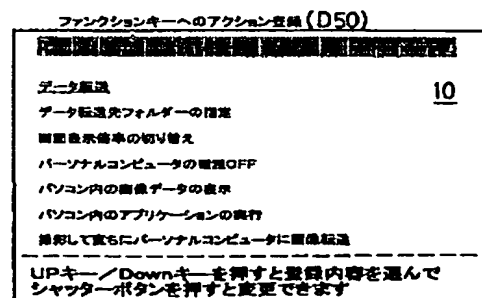 ファンクションキーへのアクション登録(D50)
データ転送
10
データ転送先フォルダーの指定
画面表示倍率の切り替え
パーソナルコンピュータの電源OFF
パソコン内の画像データの表示
パソコン内のアプリケーションの実行
撮影して直ちにパーソナルコンピュータに画像転送
UPキー／Downキーを押すと登録内容を選んで
シャッターボタンを押すと変更できます